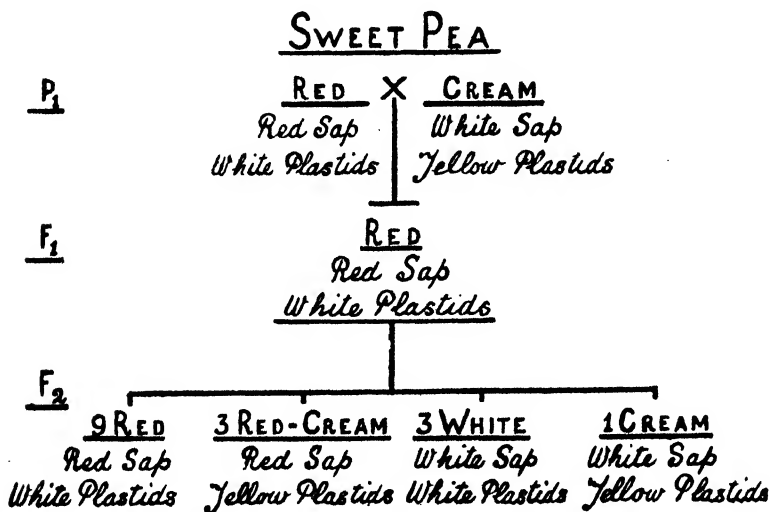 SWEET PEA
P1 RED X CREAM
Red Sap White Sap
White Plastids Yellow Plastids
F1 RED
Red Sap
White Plastids
F2
9 RED 3 RED-CREAM 3 WHITE 1 CREAM
Red Sap Red Sap White Sap White Sap
White Plastids Yellow Plastids White Plastids Yellow Plastids